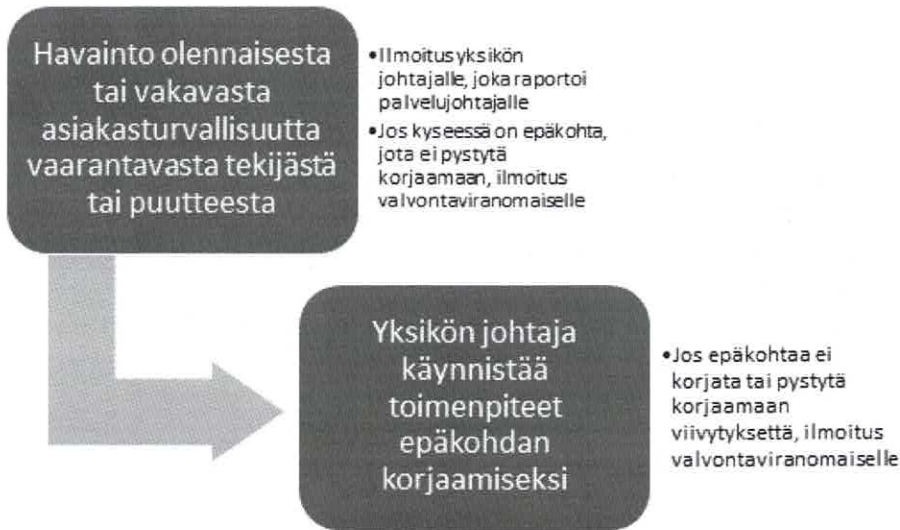 Havainto olennaisesta
tai vakavasta
asiakasturvallisuutta
vaarantavasta tekijästä
tai puutteesta
•Ilmoitus yksikön
johtajalle, joka raportoi
palvelujohtajalle
•Jos kyseessä on epäkohta,
jota ei pystytä
korjaamaan, ilmoitus
valvontaviranomaiselle
Yksikön johtaja
käynnistää
toimenpiteet
epäkohdan
korjaamiseksi
•Jos epäkohtaa ei
korjata tai pystytä
korjaamaan
viivytyksettä, ilmoitus
valvontaviranomaiselle